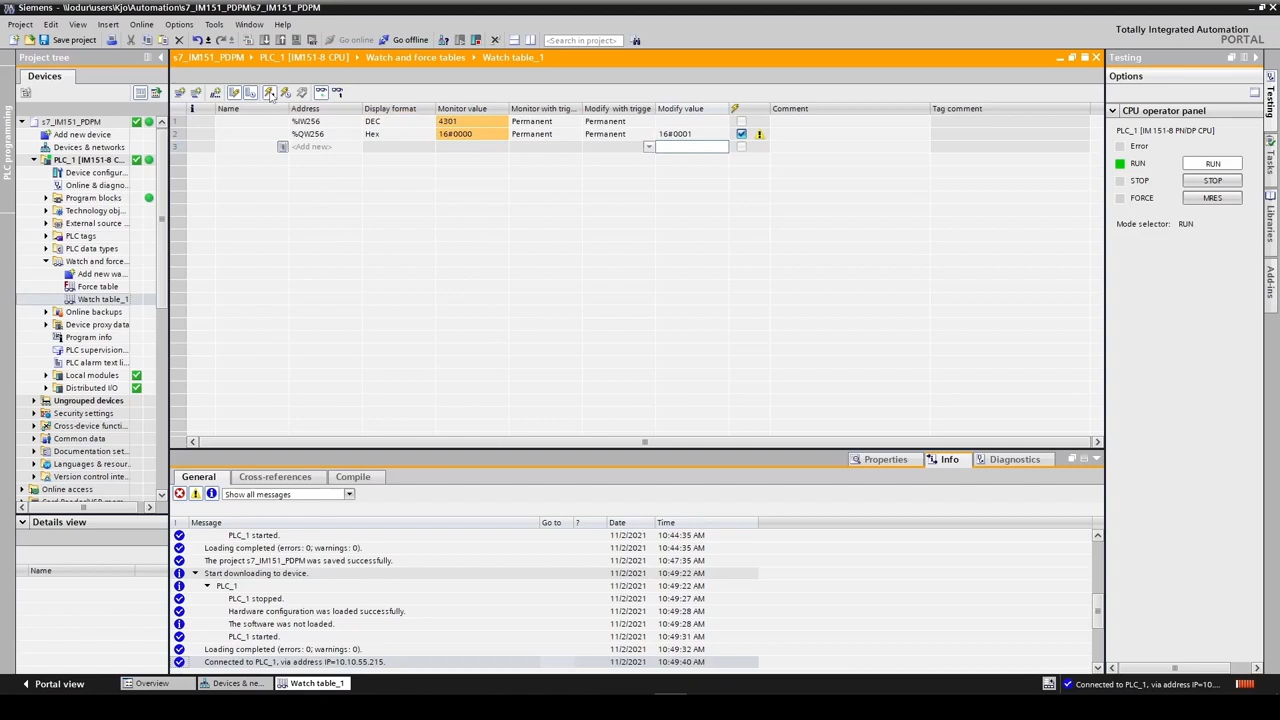 Siemens - \\lodur\users\Kjo\Automation\s7_IM151_PDPM\s7_IM151_PDPM
Project Edit View Insert Online Options Tools Window Help
Totally Integrated Automation
PORTAL
Save project Go online Go offline <Search in project>
Project tree
s7_IM151_PDPM PLC_1 [IM151-8 CPU] Watch and force tables Watch table_1
Testing
Devices
Options
PLC programming
s7_IM151_PDPM
Add new device
Devices & networks
PLC_1 [IM151-8 C...
Device configur...
Online & diagno...
Program blocks
Technology obj...
External source ...
PLC tags
PLC data types
Watch and force...
Add new wa...
Force table
Watch table_1
Online backups
Device proxy data
Program info
PLC supervision...
PLC alarm text li...
Local modules
Distributed I/O
Ungrouped devices
Security settings
Cross-device functi...
Common data
Documentation set...
Languages & resour...
Version control inte...
Online access
Details view
Name
i Name Address Display format Monitor value Monitor with trig... Modify with trigger Modify value Comment Tag comment
1 %IW256 DEC 4301 Permanent Permanent
2 %QW256 Hex 16#0000 Permanent Permanent 16#0001
3 <Add new>
CPU operator panel
PLC_1 [IM 151-8 PN/DP CPU]
Error
RUN RUN
STOP STOP
FORCE MRES
Mode selector: RUN
Testing
Tasks
Libraries
Add-ins
Properties Info Diagnostics
General Cross-references Compile
Show all messages
! Message Go to ? Date Time
PLC_1 started. 11/2/2021 10:44:35 AM
Loading completed (errors: 0; warnings: 0). 11/2/2021 10:44:35 AM
The project s7_IM151_PDPM was saved successfully. 11/2/2021 10:47:35 AM
Start downloading to device. 11/2/2021 10:49:22 AM
PLC_1 11/2/2021 10:49:22 AM
PLC_1 stopped. 11/2/2021 10:49:27 AM
Hardware configuration was loaded successfully. 11/2/2021 10:49:28 AM
The software was not loaded. 11/2/2021 10:49:28 AM
PLC_1 started. 11/2/2021 10:49:31 AM
Loading completed (errors: 0; warnings: 0). 11/2/2021 10:49:32 AM
Connected to PLC_1, via address IP=10.10.55.215. 11/2/2021 10:49:40 AM
Portal view Overview Devices & ne... Watch table_1 Connected to PLC_1, via address IP=10....